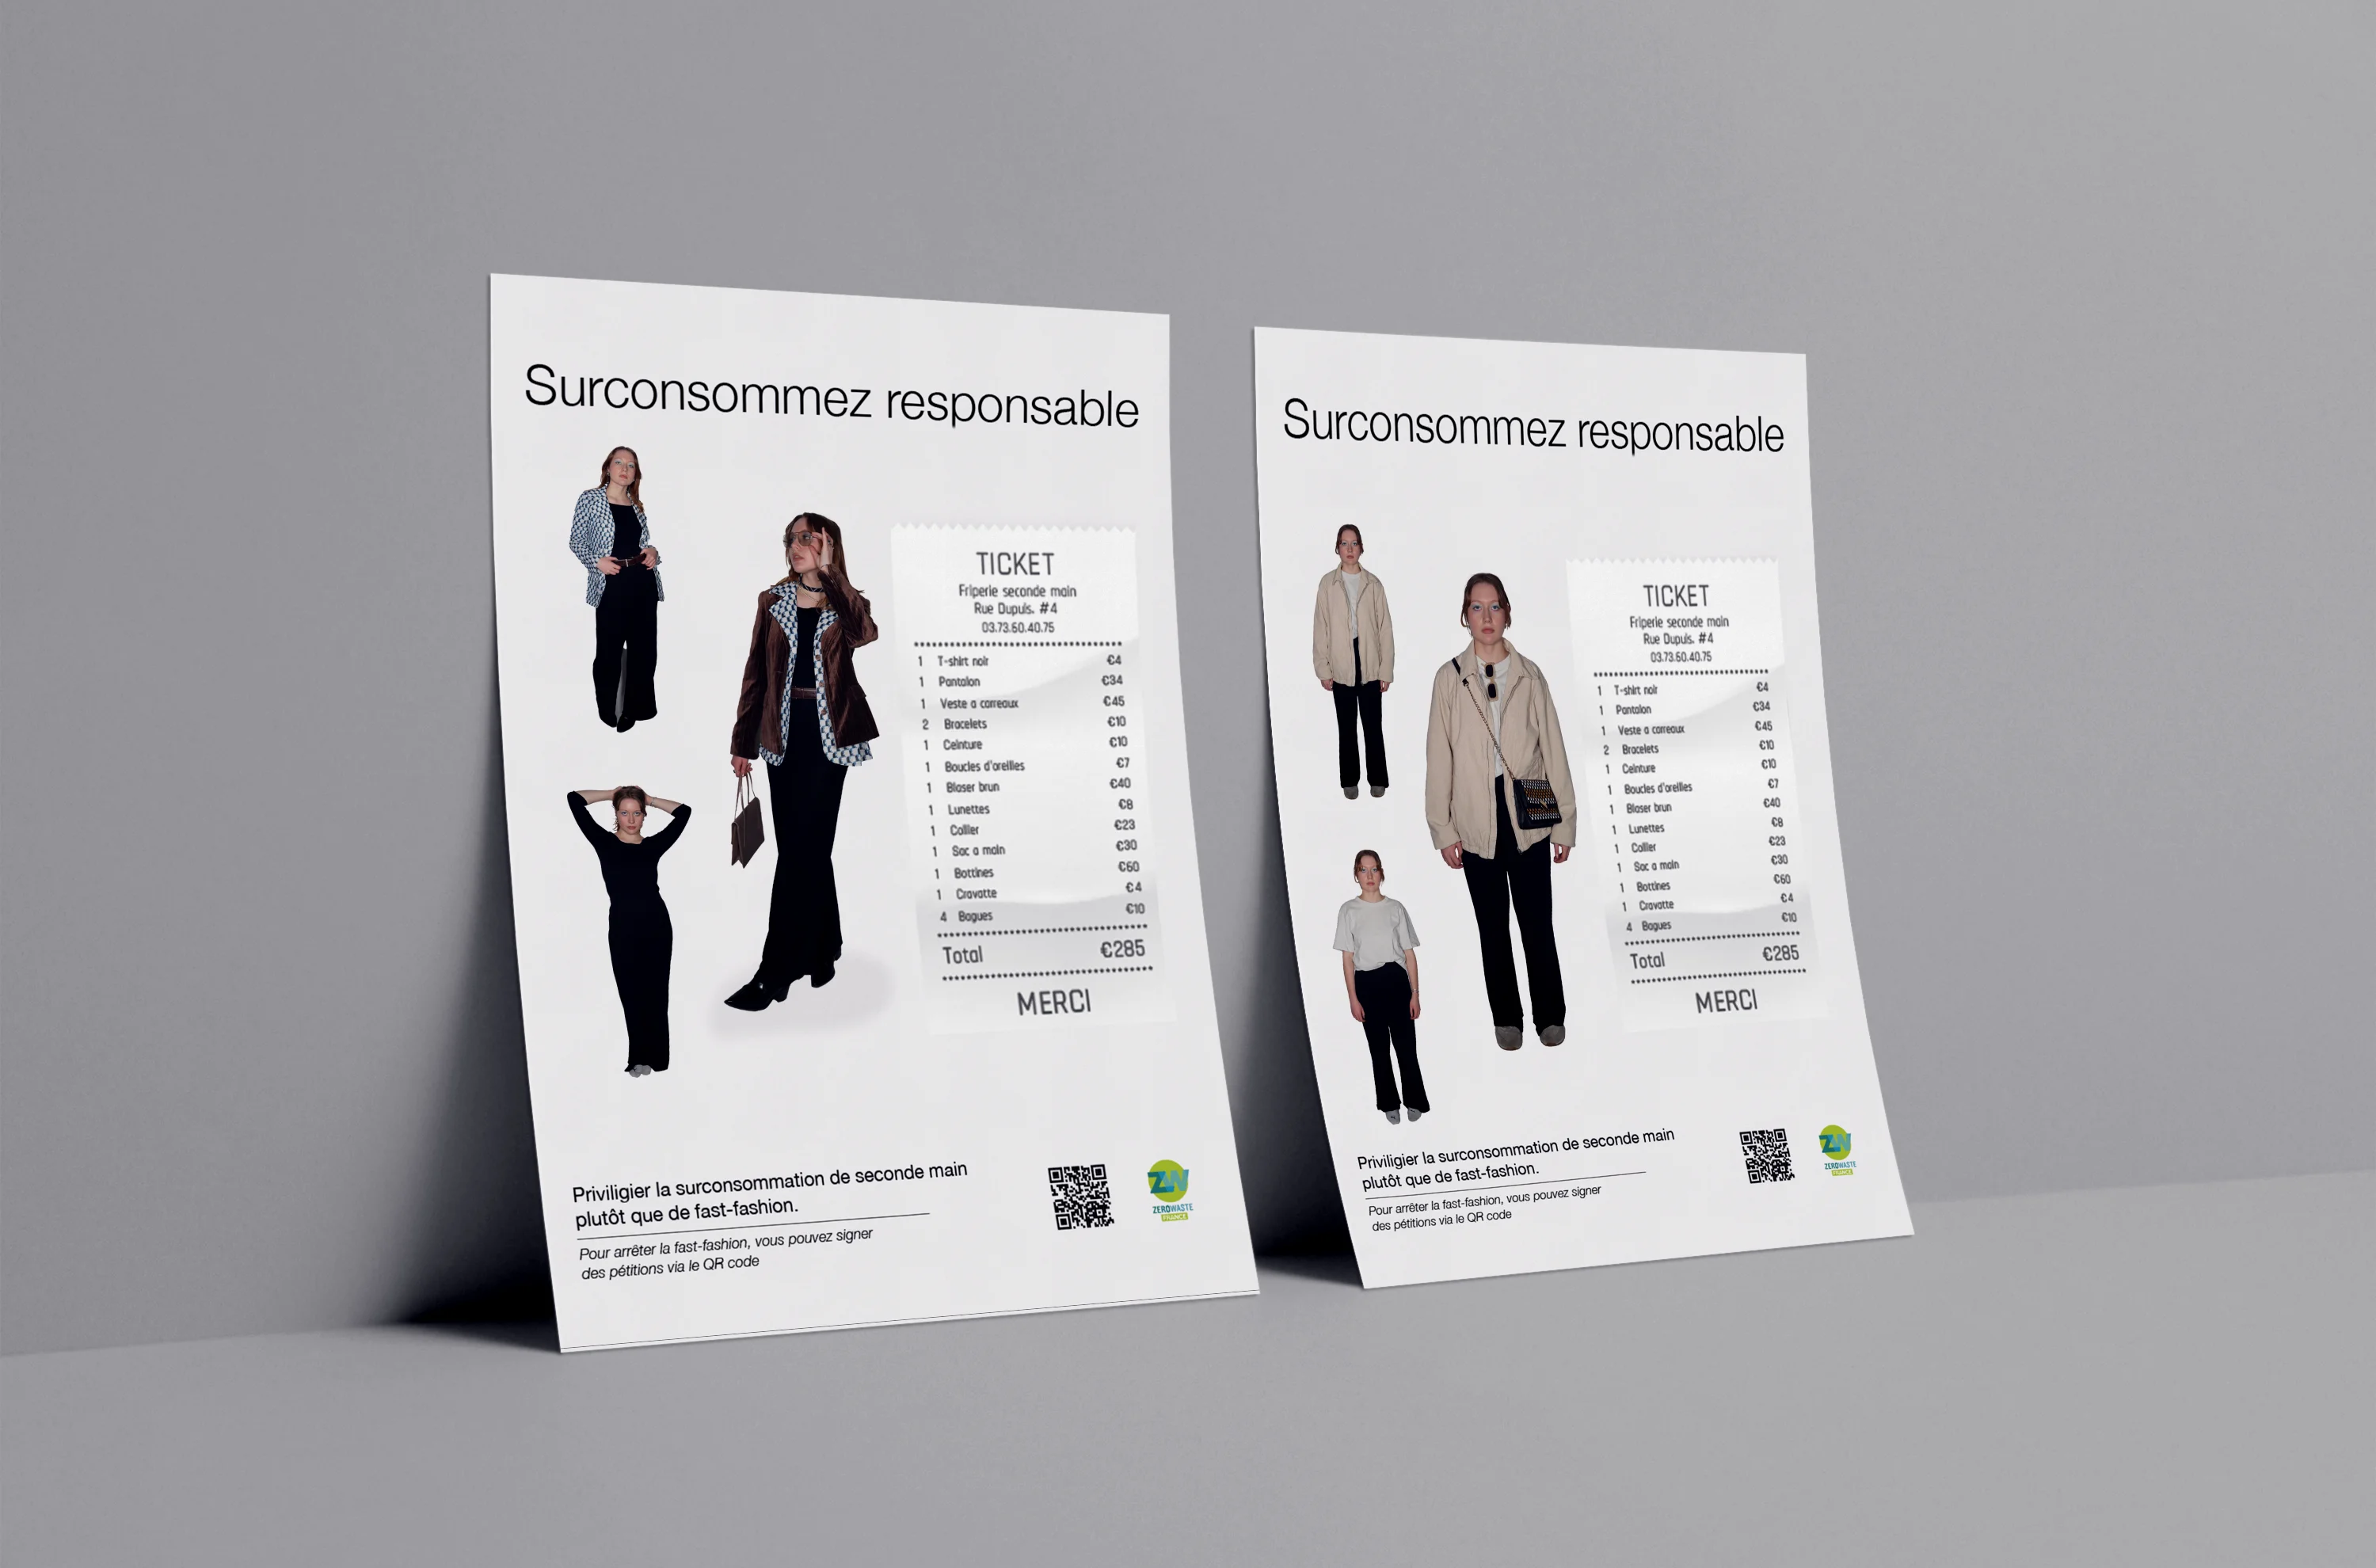 Surconsommez responsable
TICKET
Friperie seconde main
Rue Dupuis. #4
03.73.60.40.75
1 T-shirt noir €4
1 Pantalon €34
1 Veste a carreaux €45
2 Bracelets €10
1 Ceinture €10
1 Boucles d'oreilles €7
1 Blaser brun €40
1 Lunettes €8
1 Collier €23
1 Sac a main €30
1 Bottines €60
1 Cravatte €4
4 Bagues €10
Total €285
MERCI
Priviligier la surconsommation de seconde main
plutôt que de fast-fashion.
Pour arrêter la fast-fashion, vous pouvez signer
des pétitions via le QR code
ZW
ZEROWASTE
FRANCE
Surconsommez responsable
TICKET
Friperie seconde main
Rue Dupuis. #4
03.73.60.40.75
1 T-shirt noir €4
1 Pantalon €34
1 Veste a carreaux €45
2 Bracelets €10
1 Ceinture €10
1 Boucles d'oreilles €7
1 Blaser brun €40
1 Lunettes €8
1 Collier €23
1 Sac a main €30
1 Bottines €60
1 Cravatte €4
4 Bagues €10
Total €285
MERCI
Priviligier la surconsommation de seconde main
plutôt que de fast-fashion.
Pour arrêter la fast-fashion, vous pouvez signer
des pétitions via le QR code
ZW
ZEROWASTE
FRANCE